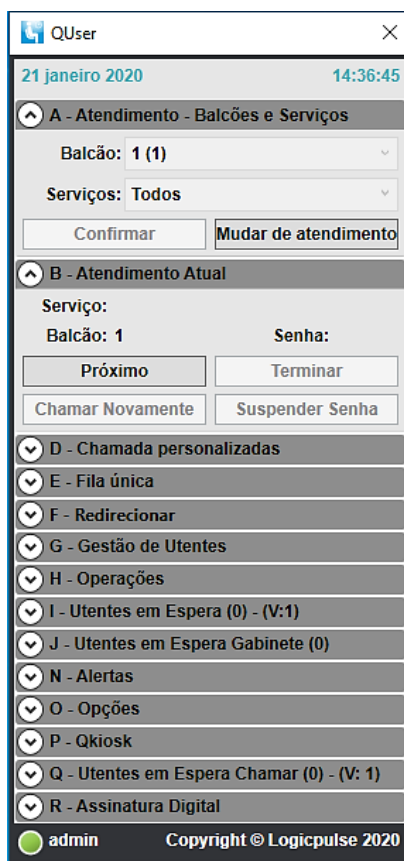 QUser
21 janeiro 2020 14:36:45
A - Atendimento - Balcões e Serviços
Balcão: 1 (1)
Serviços: Todos
Confirmar Mudar de atendimento
B - Atendimento Atual
Serviço:
Balcão: 1 Senha:
Próximo Terminar
Chamar Novamente Suspender Senha
D - Chamada personalizadas
E - Fila única
F - Redirecionar
G - Gestão de Utentes
H - Operações
I - Utentes em Espera (0) - (V:1)
J - Utentes em Espera Gabinete (0)
N - Alertas
O - Opções
P - Qkiosk
Q - Utentes em Espera Chamar (0) - (V: 1)
R - Assinatura Digital
admin Copyright © Logicpulse 2020